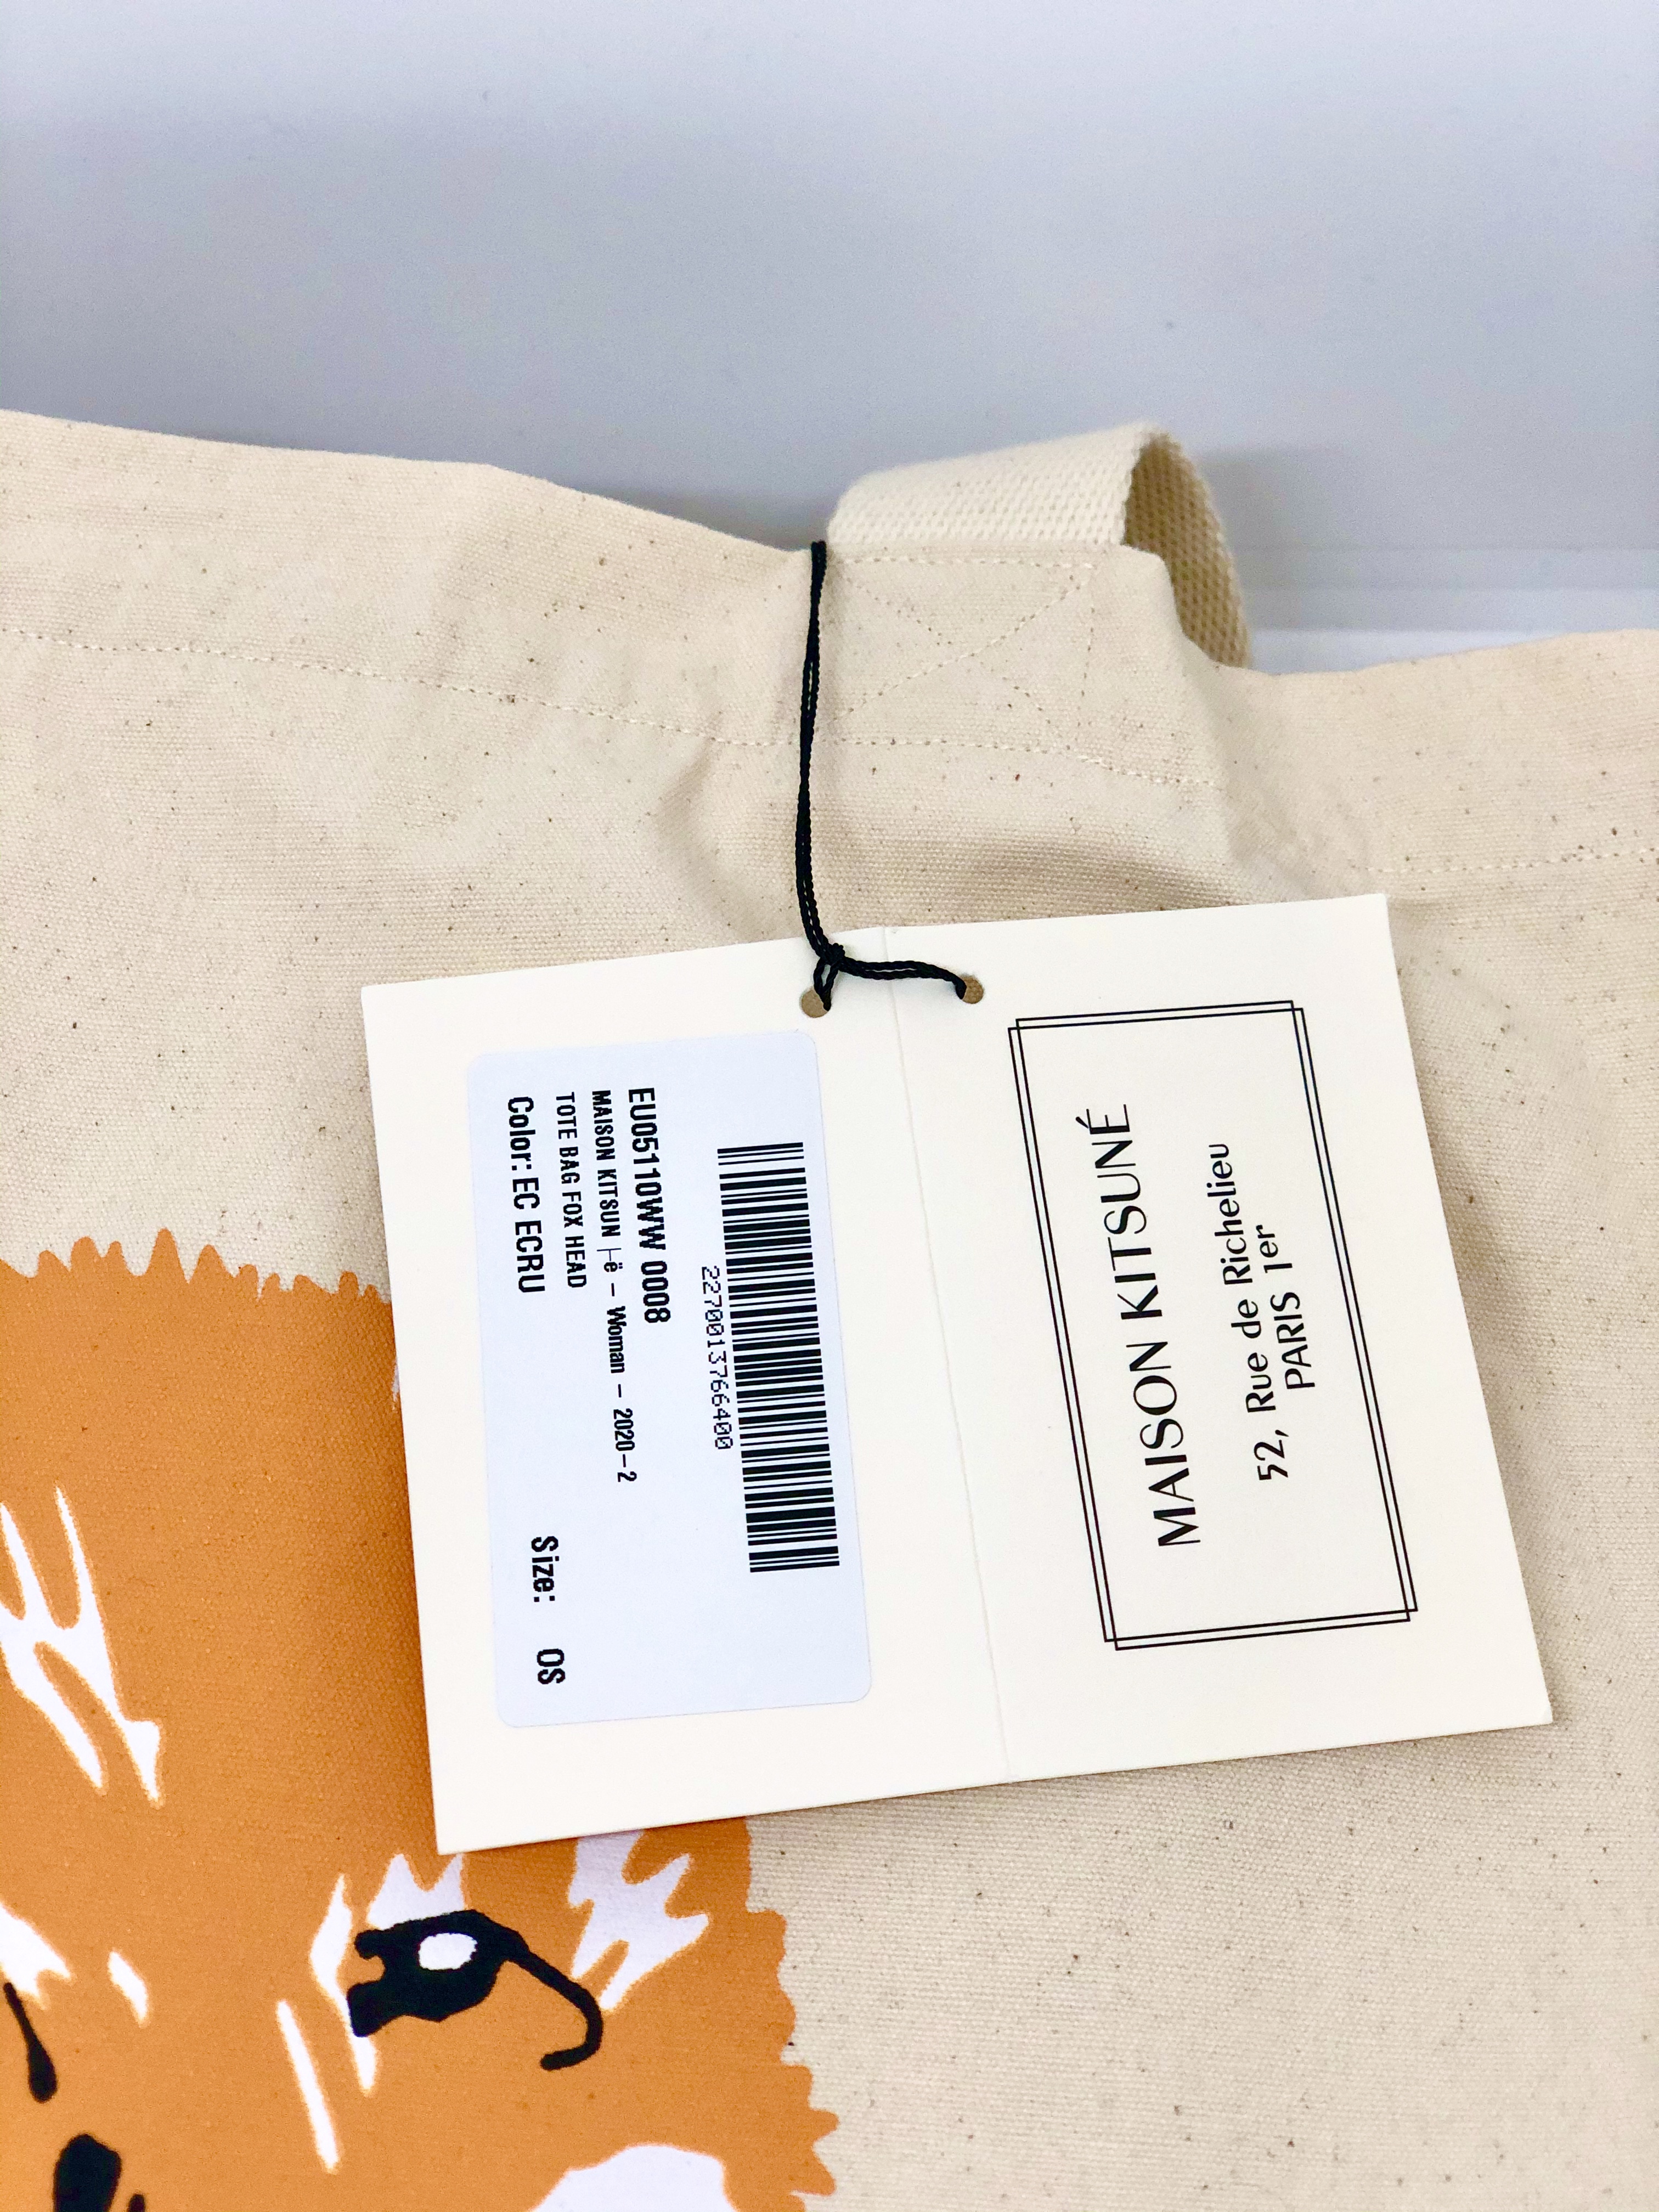 2270013766400
EU05110WW 0008
MAISON KITSUN├ë – Woman – 2020-2
TOTE BAG FOX HEAD
Color: EC ECRU Size: OS
MAISON KITSUNÉ
52, Rue de Richelieu
PARIS 1er